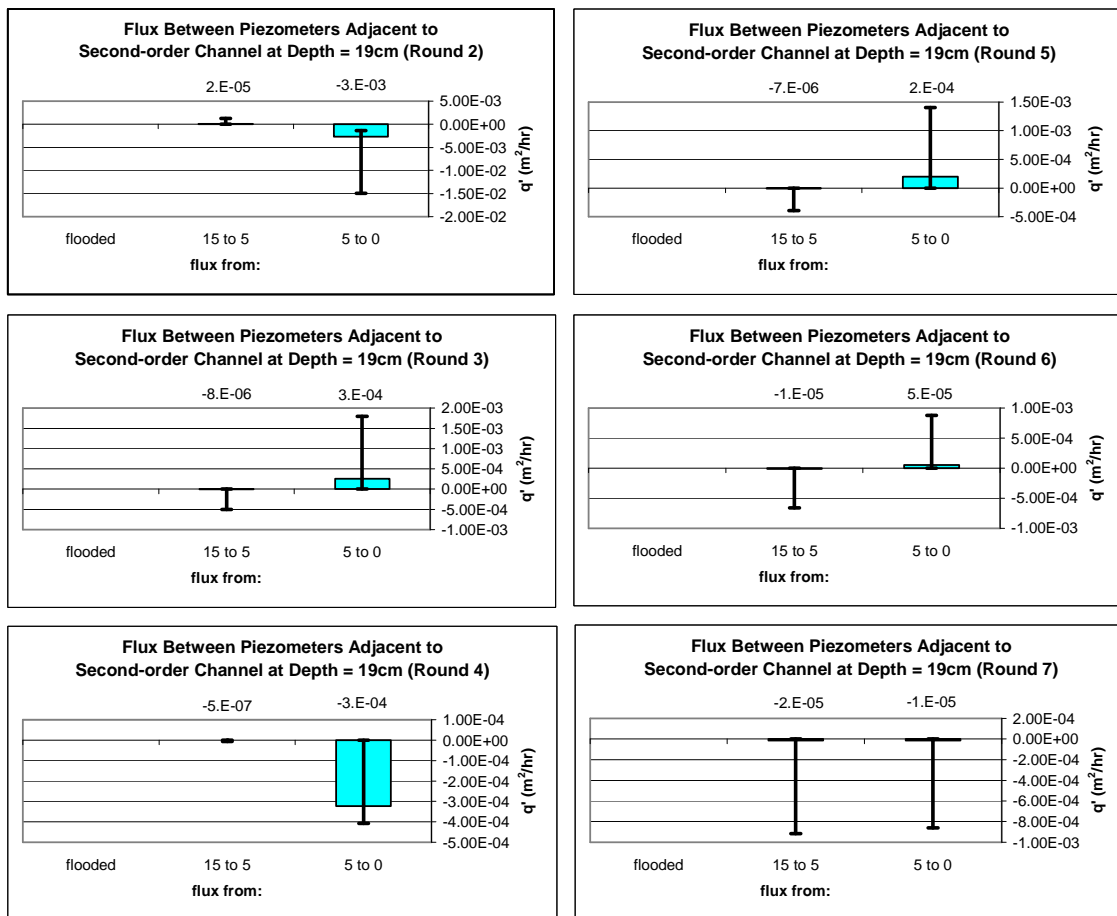 Flux Between Piezometers Adjacent to
Second-order Channel at Depth = 19cm (Round 2)
2.E-05 -3.E-03
5.00E-03
0.00E+00
-5.00E-03
-1.00E-02
-1.50E-02
-2.00E-02
q' (m²/hr)
flooded 15 to 5 5 to 0
flux from:
Flux Between Piezometers Adjacent to
Second-order Channel at Depth = 19cm (Round 5)
-7.E-06 2.E-04
1.50E-03
1.00E-03
5.00E-04
0.00E+00
-5.00E-04
q' (m²/hr)
flooded 15 to 5 5 to 0
flux from:
Flux Between Piezometers Adjacent to
Second-order Channel at Depth = 19cm (Round 3)
-8.E-06 3.E-04
2.00E-03
1.50E-03
1.00E-03
5.00E-04
0.00E+00
-5.00E-04
-1.00E-03
q' (m²/hr)
flooded 15 to 5 5 to 0
flux from:
Flux Between Piezometers Adjacent to
Second-order Channel at Depth = 19cm (Round 6)
-1.E-05 5.E-05
1.00E-03
5.00E-04
0.00E+00
-5.00E-04
-1.00E-03
q' (m²/hr)
flooded 15 to 5 5 to 0
flux from:
Flux Between Piezometers Adjacent to
Second-order Channel at Depth = 19cm (Round 4)
-5.E-07 -3.E-04
1.00E-04
0.00E+00
-1.00E-04
-2.00E-04
-3.00E-04
-4.00E-04
-5.00E-04
q' (m²/hr)
flooded 15 to 5 5 to 0
flux from:
Flux Between Piezometers Adjacent to
Second-order Channel at Depth = 19cm (Round 7)
-2.E-05 -1.E-05
2.00E-04
0.00E+00
-2.00E-04
-4.00E-04
-6.00E-04
-8.00E-04
-1.00E-03
q' (m²/hr)
flooded 15 to 5 5 to 0
flux from: